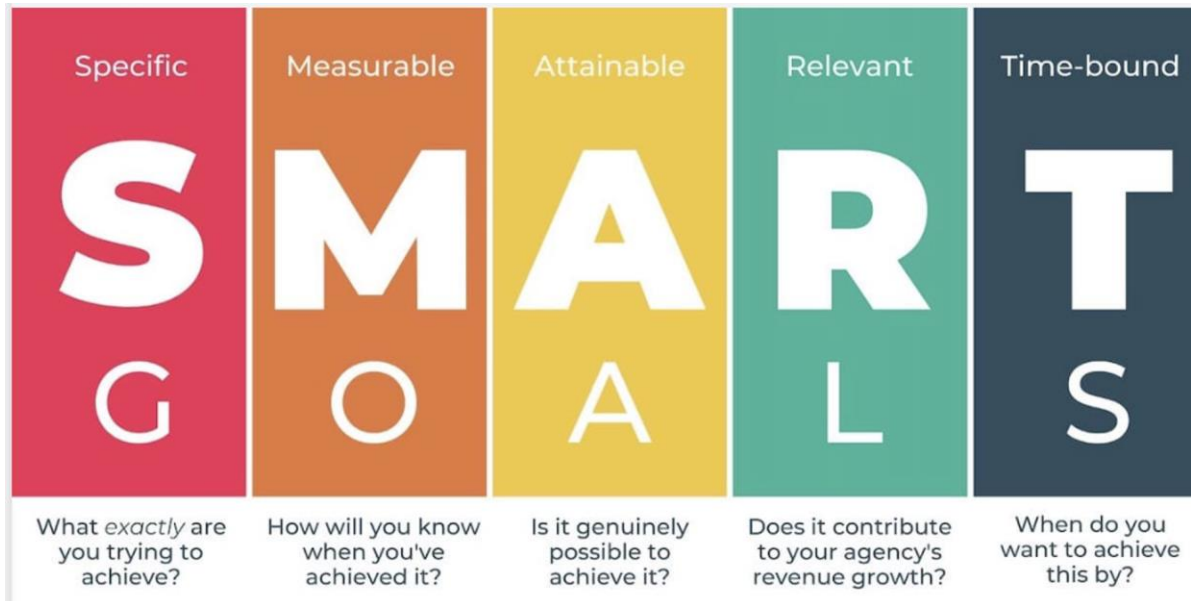 Specific
Measurable
Attainable
Relevant
Time-bound
S
M
A
R
T
G
O
A
L
S
What exactly are
you trying to
achieve?
How will you know
when you've
achieved it?
Is it genuinely
possible to
achieve it?
Does it contribute
to your agency's
revenue growth?
When do you
want to achieve
this by?